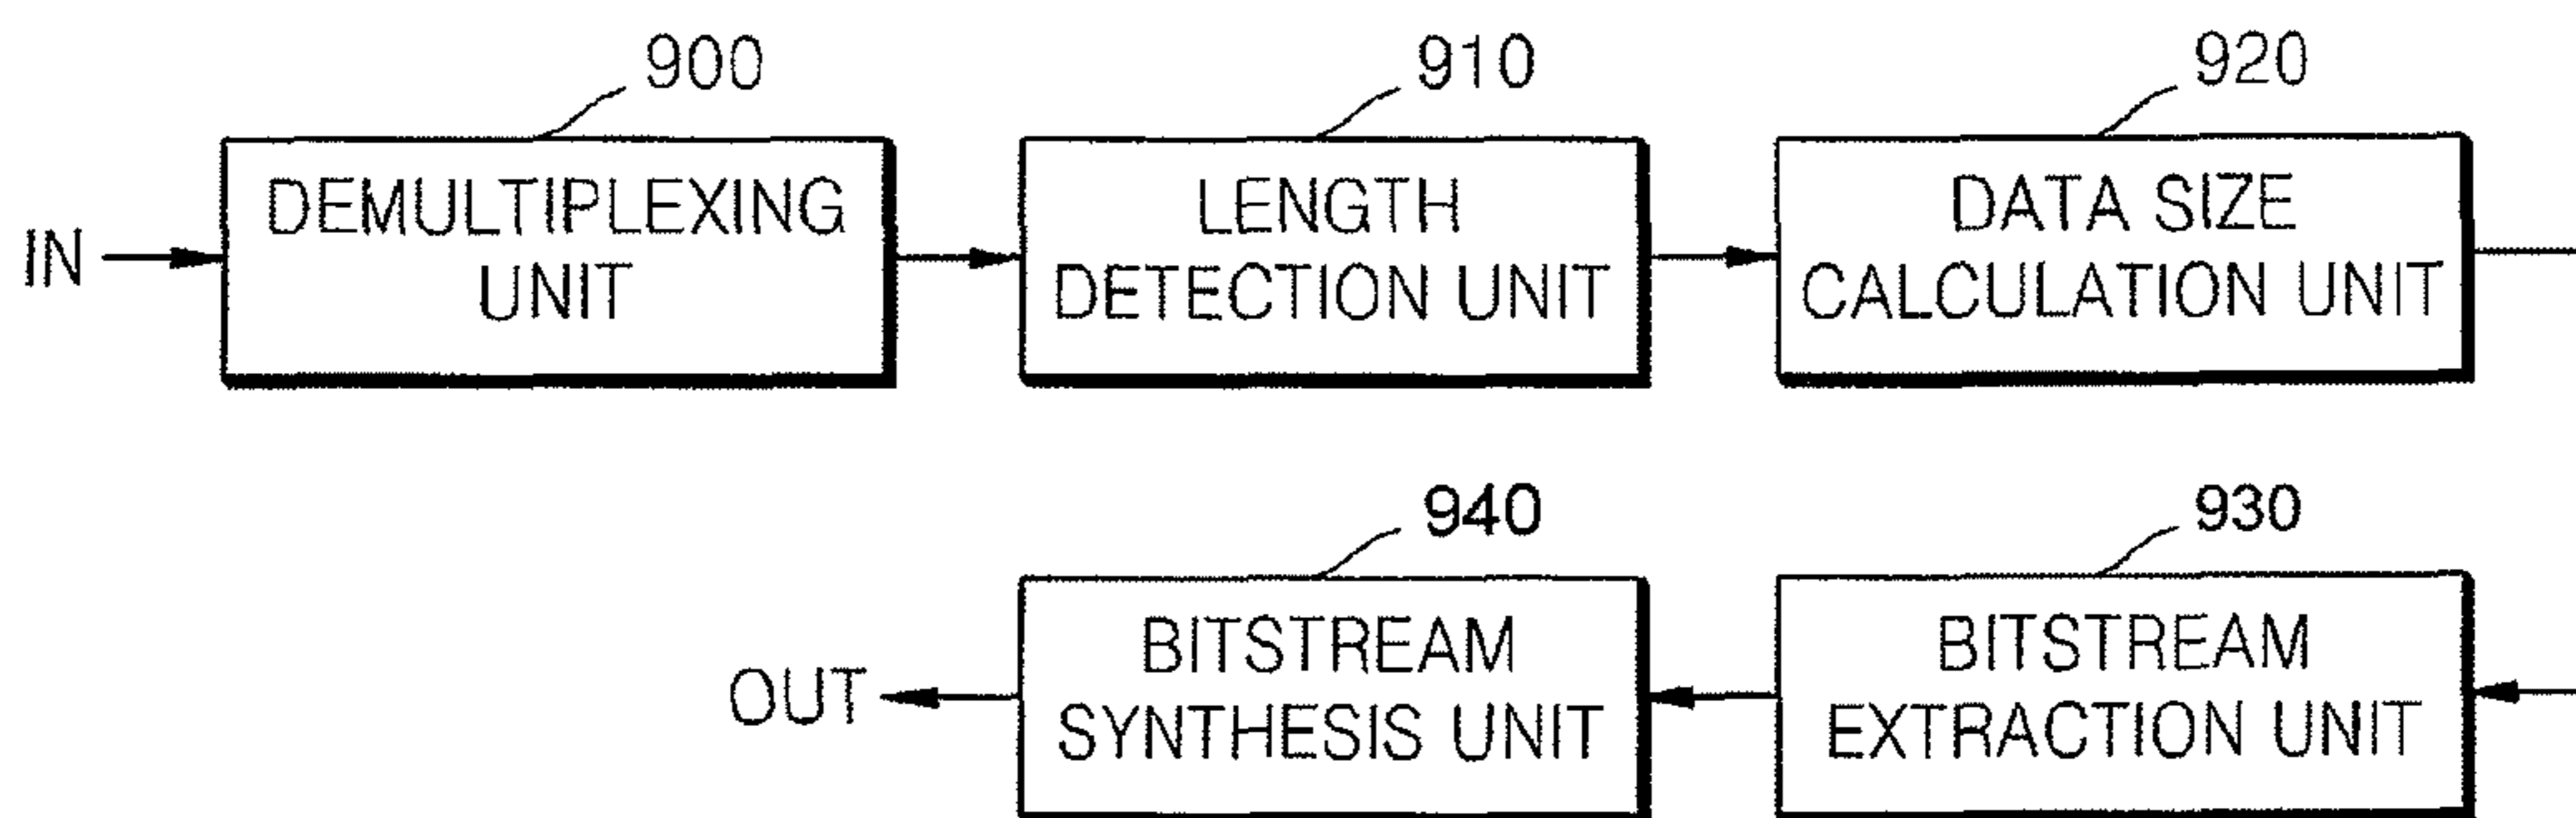 900
910
920
IN
DEMULTIPLEXING
UNIT
LENGTH
DETECTION UNIT
DATA SIZE
CALCULATION UNIT
940
930
OUT
BITSTREAM
SYNTHESIS UNIT
BITSTREAM
EXTRACTION UNIT